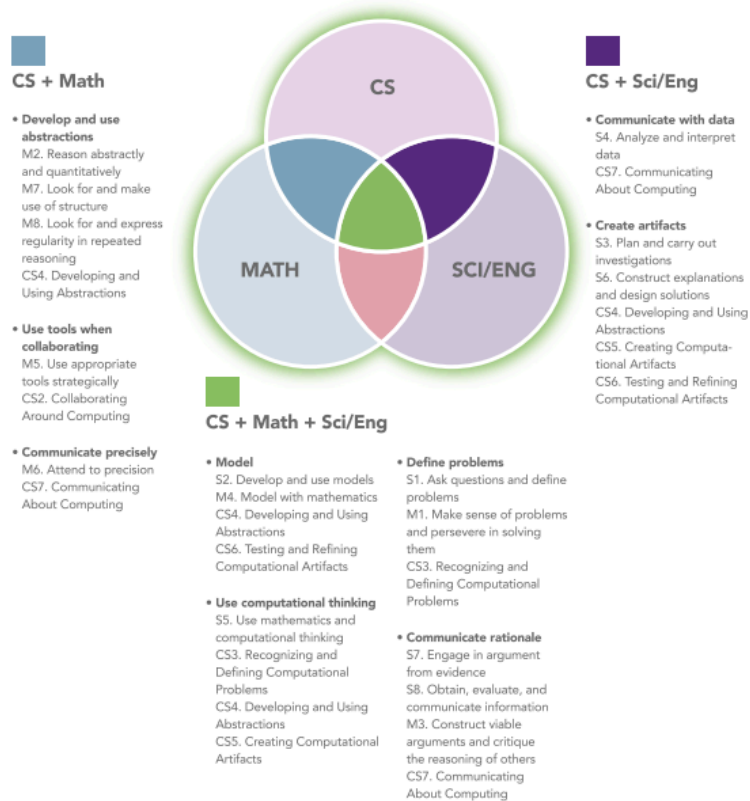 CS
MATH
SCI/ENG
CS + Math
• Develop and use
abstractions
M2. Reason abstractly
and quantitatively
M7. Look for and make
use of structure
M8. Look for and express
regularity in repeated
reasoning
CS4. Developing and
Using Abstractions
• Use tools when
collaborating
M5. Use appropriate
tools strategically
CS2. Collaborating
Around Computing
• Communicate precisely
M6. Attend to precision
CS7. Communicating
About Computing
CS + Sci/Eng
• Communicate with data
S4. Analyze and interpret
data
CS7. Communicating
About Computing
• Create artifacts
S3. Plan and carry out
investigations
S6. Construct explanations
and design solutions
CS4. Developing and Using
Abstractions
CS5. Creating Computa-
tional Artifacts
CS6. Testing and Refining
Computational Artifacts
CS + Math + Sci/Eng
• Model
S2. Develop and use models
M4. Model with mathematics
CS4. Developing and Using
Abstractions
CS6. Testing and Refining
Computational Artifacts
• Use computational thinking
S5. Use mathematics and
computational thinking
CS3. Recognizing and
Defining Computational
Problems
CS4. Developing and Using
Abstractions
CS5. Creating Computational
Artifacts
• Define problems
S1. Ask questions and define
problems
M1. Make sense of problems
and persevere in solving
them
CS3. Recognizing and
Defining Computational
Problems
• Communicate rationale
S7. Engage in argument
from evidence
S8. Obtain, evaluate, and
communicate information
M3. Construct viable
arguments and critique
the reasoning of others
CS7. Communicating
About Computing